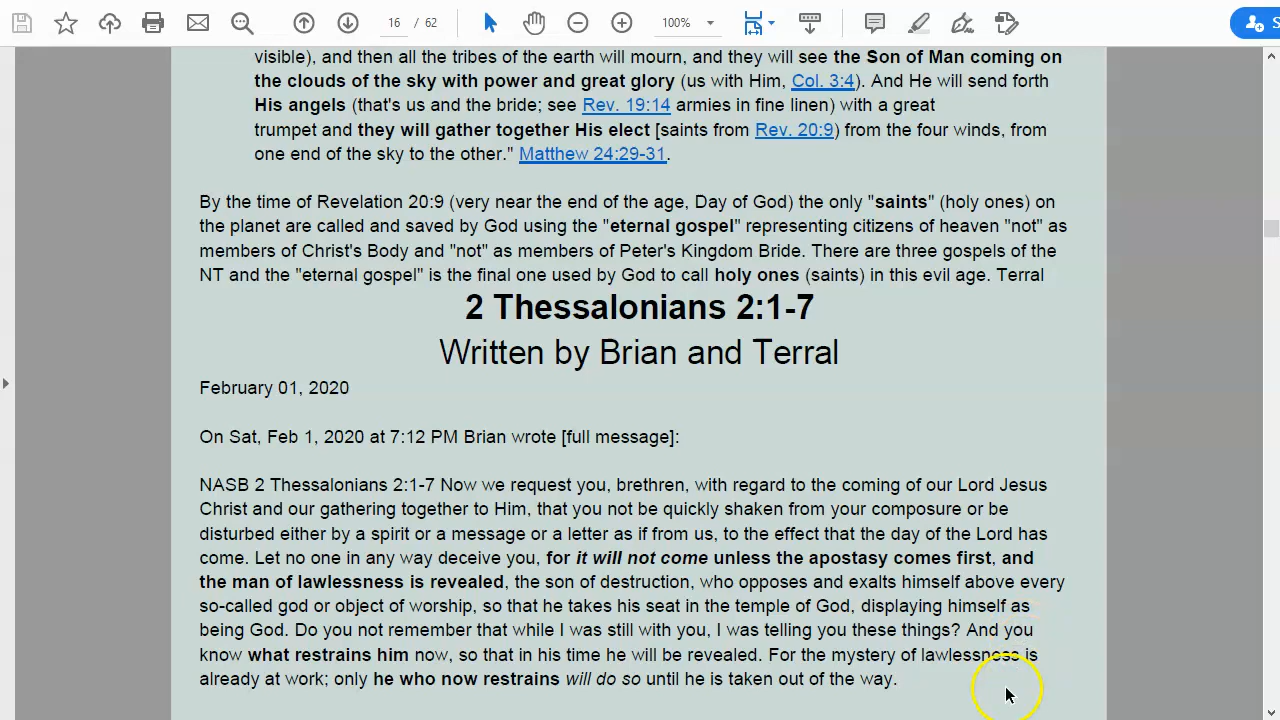 16 / 62
100%
S
visible), and then all the tribes of the earth will mourn, and they will see the Son of Man coming on
the clouds of the sky with power and great glory (us with Him, Col. 3:4). And He will send forth
His angels (that's us and the bride; see Rev. 19:14 armies in fine linen) with a great
trumpet and they will gather together His elect [saints from Rev. 20:9) from the four winds, from
one end of the sky to the other." Matthew 24:29-31.
By the time of Revelation 20:9 (very near the end of the age, Day of God) the only "saints" (holy ones) on
the planet are called and saved by God using the "eternal gospel" representing citizens of heaven "not" as
members of Christ's Body and "not" as members of Peter's Kingdom Bride. There are three gospels of the
NT and the "eternal gospel" is the final one used by God to call holy ones (saints) in this evil age. Terral
2 Thessalonians 2:1-7
Written by Brian and Terral
February 01, 2020
On Sat, Feb 1, 2020 at 7:12 PM Brian wrote [full message]:
NASB 2 Thessalonians 2:1-7 Now we request you, brethren, with regard to the coming of our Lord Jesus
Christ and our gathering together to Him, that you not be quickly shaken from your composure or be
disturbed either by a spirit or a message or a letter as if from us, to the effect that the day of the Lord has
come. Let no one in any way deceive you, for it will not come unless the apostasy comes first, and
the man of lawlessness is revealed, the son of destruction, who opposes and exalts himself above every
so-called god or object of worship, so that he takes his seat in the temple of God, displaying himself as
being God. Do you not remember that while I was still with you, I was telling you these things? And you
know what restrains him now, so that in his time he will be revealed. For the mystery of lawlessness is
already at work; only he who now restrains will do so until he is taken out of the way.